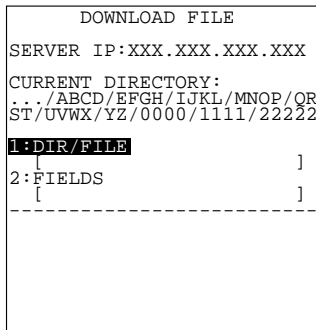 DOWNLOAD FILE
SERVER IP:XXX.XXX.XXX.XXX
CURRENT DIRECTORY:
.../ABCD/EFGH/IJKL/MNOP/QR
ST/UVWX/YZ/0000/1111/22222
1:DIR/FILE
[ ]
2:FIELDS
[ ]
--------------------------